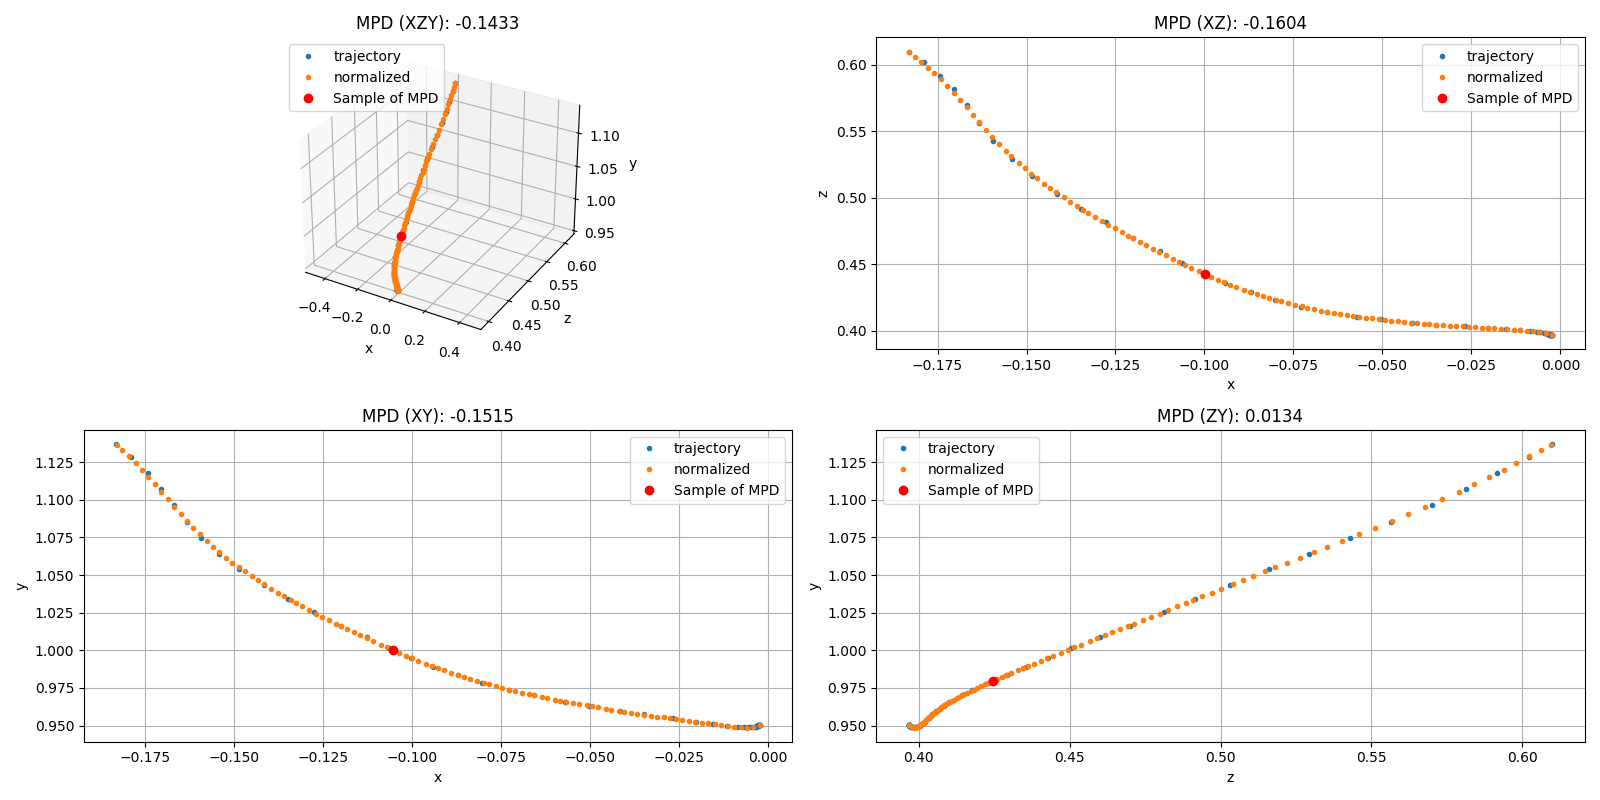 MPD (XZY): -0.1433
trajectory
normalized
Sample of MPD
1.10
1.05
1.00
0.95
y
0.60
0.55
0.50
0.45
0.40
z
−0.4
−0.2
0.0
0.2
0.4
x
MPD (XZ): -0.1604
trajectory
normalized
Sample of MPD
0.60
0.55
0.50
0.45
0.40
z
−0.175 −0.150 −0.125 −0.100 −0.075 −0.050 −0.025 0.000
x
MPD (XY): -0.1515
trajectory
normalized
Sample of MPD
1.125
1.100
1.075
1.050
1.025
1.000
0.975
0.950
y
−0.175 −0.150 −0.125 −0.100 −0.075 −0.050 −0.025 0.000
x
MPD (ZY): 0.0134
trajectory
normalized
Sample of MPD
1.125
1.100
1.075
1.050
1.025
1.000
0.975
0.950
y
0.40 0.45 0.50 0.55 0.60
z